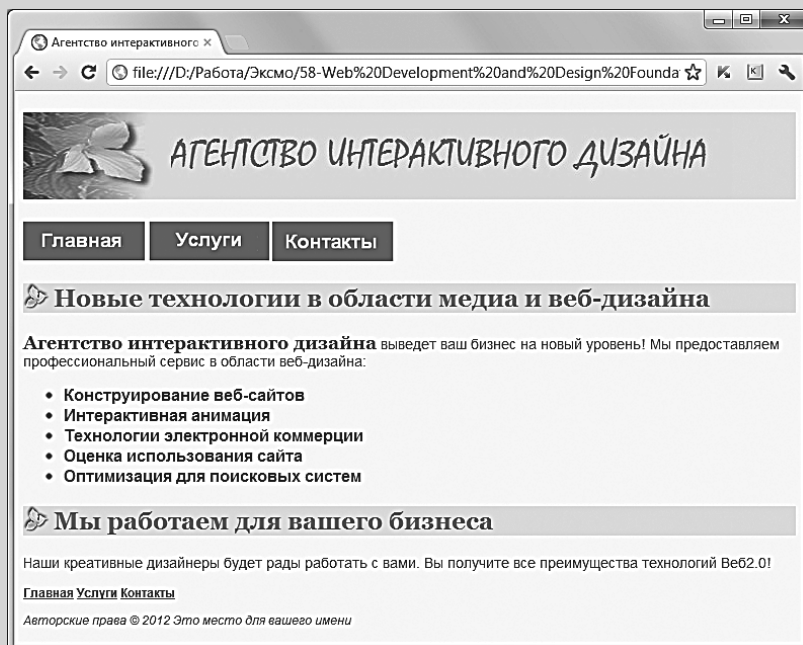 Агентство интерактивного
file:///D:/Работа/Эксмо/58-Web%20Development%20and%20Design%20Founda
АГЕНТСТВО ИНТЕРАКТИВНОГО ДИЗАЙНА
Главная Услуги Контакты
Новые технологии в области медиа и веб-дизайна
Агентство интерактивного дизайна выведет ваш бизнес на новый уровень! Мы предоставляем
профессиональный сервис в области веб-дизайна:
• Конструирование веб-сайтов
• Интерактивная анимация
• Технологии электронной коммерции
• Оценка использования сайта
• Оптимизация для поисковых систем
Мы работаем для вашего бизнеса
Наши креативные дизайнеры будет рады работать с вами. Вы получите все преимущества технологий Веб2.0!
Главная Услуги Контакты
Авторские права © 2012 Это место для вашего имени